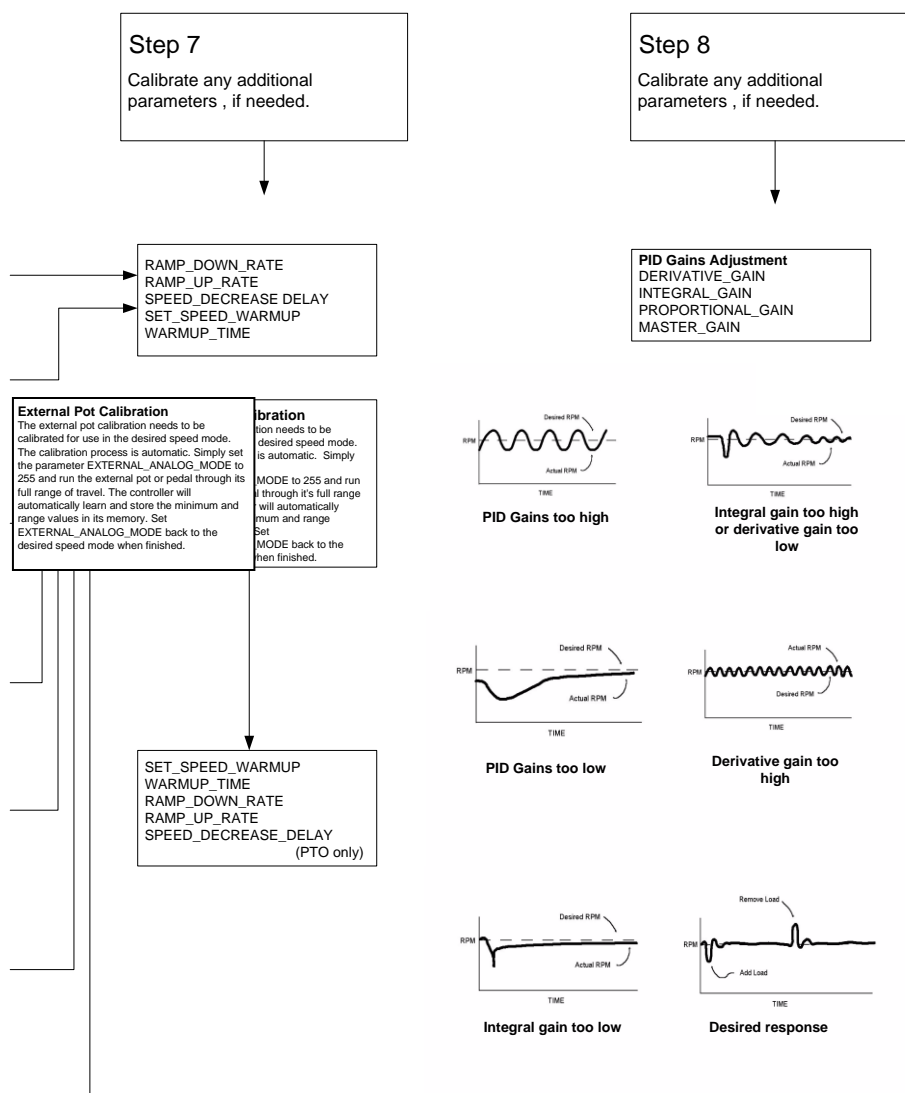 Step 7
Calibrate any additional
parameters , if needed.
RAMP_DOWN_RATE
RAMP_UP_RATE
SPEED_DECREASE DELAY
SET_SPEED_WARMUP
WARMUP_TIME
External Pot Calibration
The external pot calibration needs to be
calibrated for use in the desired speed mode.
The calibration process is automatic. Simply set
the parameter EXTERNAL_ANALOG_MODE to
255 and run the external pot or pedal through its
full range of travel. The controller will
automatically learn and store the minimum and
range values in its memory. Set
EXTERNAL_ANALOG_MODE back to the
desired speed mode when finished.
ibration
tion needs to be
desired speed mode.
is automatic. Simply
_MODE to 255 and run
l through it's full range
will automatically
mum and range
Set
_MODE back to the
when finished.
SET_SPEED_WARMUP
WARMUP_TIME
RAMP_DOWN_RATE
RAMP_UP_RATE
SPEED_DECREASE_DELAY
(PTO only)
Step 8
Calibrate any additional
parameters , if needed.
PID Gains Adjustment
DERIVATIVE_GAIN
INTEGRAL_GAIN
PROPORTIONAL_GAIN
MASTER_GAIN
Desired RPM
RPM
Actual RPM
TIME
PID Gains too high
Desired RPM
RPM
Actual RPM
TIME
Integral gain too high
or derivative gain too
low
Desired RPM
RPM
Actual RPM
TIME
PID Gains too low
Actual RPM
RPM
Desired RPM
TIME
Derivative gain too
high
Desired RPM
RPM
Actual RPM
TIME
Integral gain too low
Remove Load
RPM
Add Load
TIME
Desired response